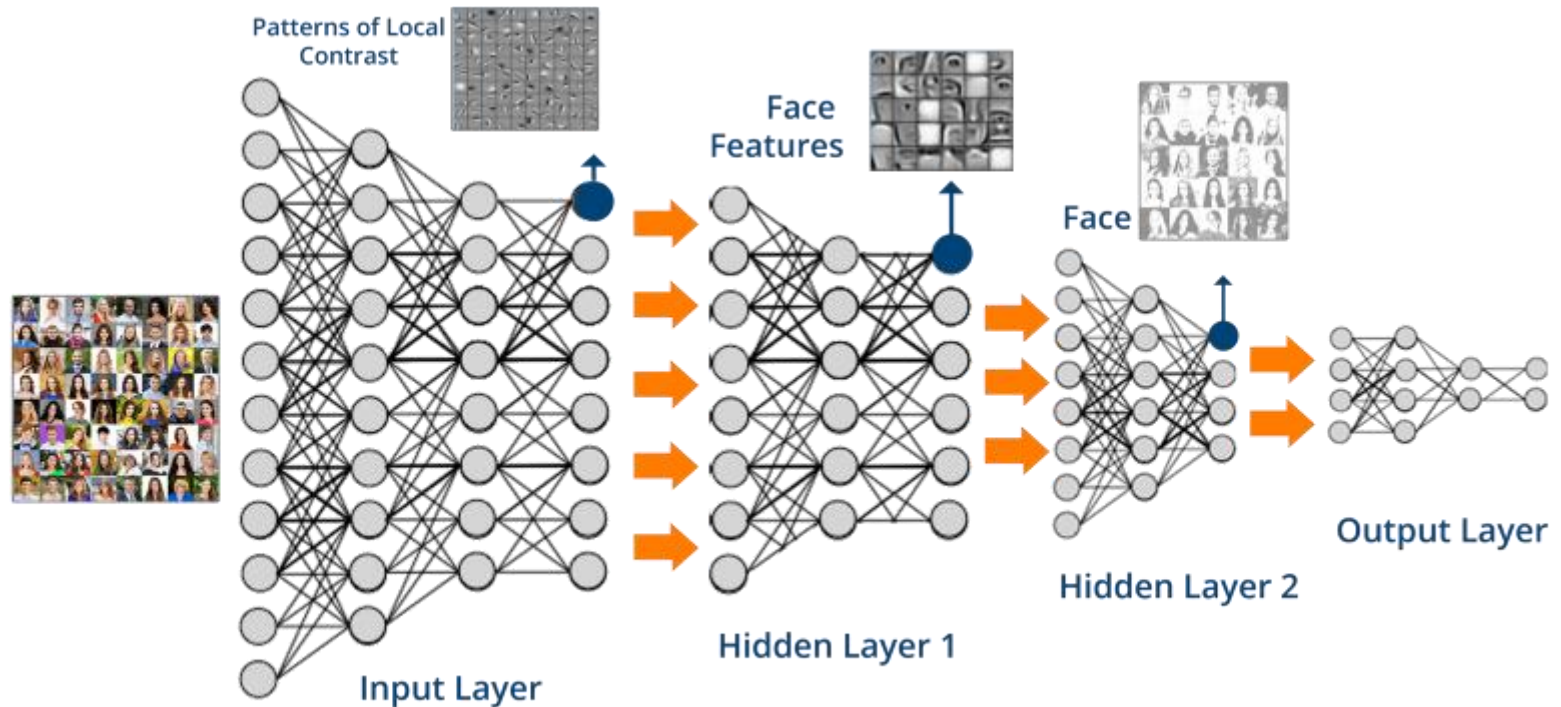 Patterns of Local
Contrast
Face
Features
Face
Output Layer
Hidden Layer 2
Hidden Layer 1
Input Layer